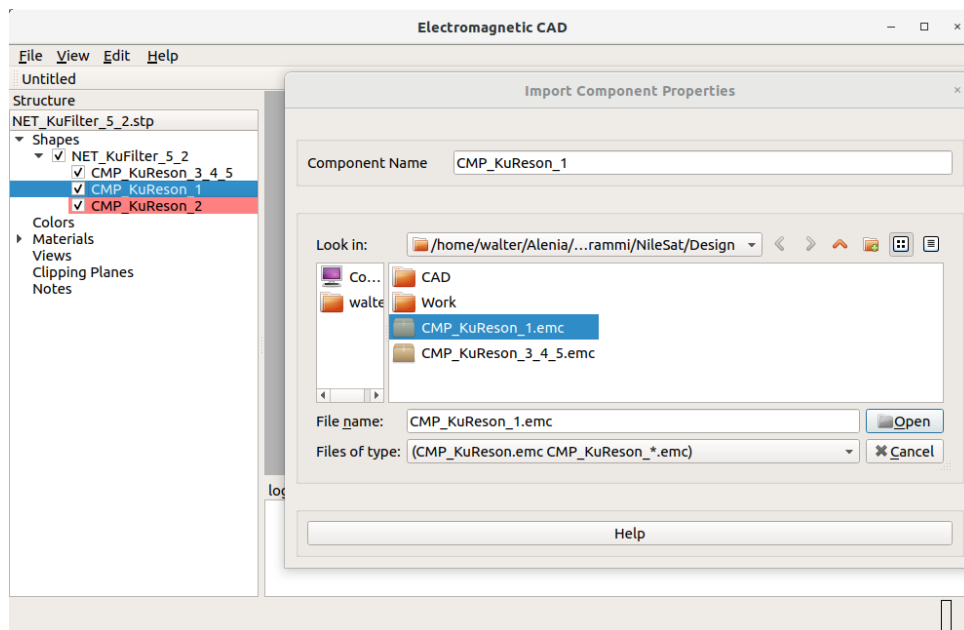 Electromagnetic CAD
File View Edit Help
Untitled
Structure
NET_KuFilter_5_2.stp
Shapes
NET_KuFilter_5_2
CMP_KuReson_3_4_5
CMP_KuReson_1
CMP_KuReson_2
Colors
Materials
Views
Clipping Planes
Notes
log
Import Component Properties
Component Name CMP_KuReson_1
Look in: /home/walter/Alenia/...rammi/NileSat/Design
Co...
walte
CAD
Work
CMP_KuReson_1.emc
CMP_KuReson_3_4_5.emc
File name: CMP_KuReson_1.emc Open
Files of type: (CMP_KuReson.emc CMP_KuReson_*.emc) Cancel
Help